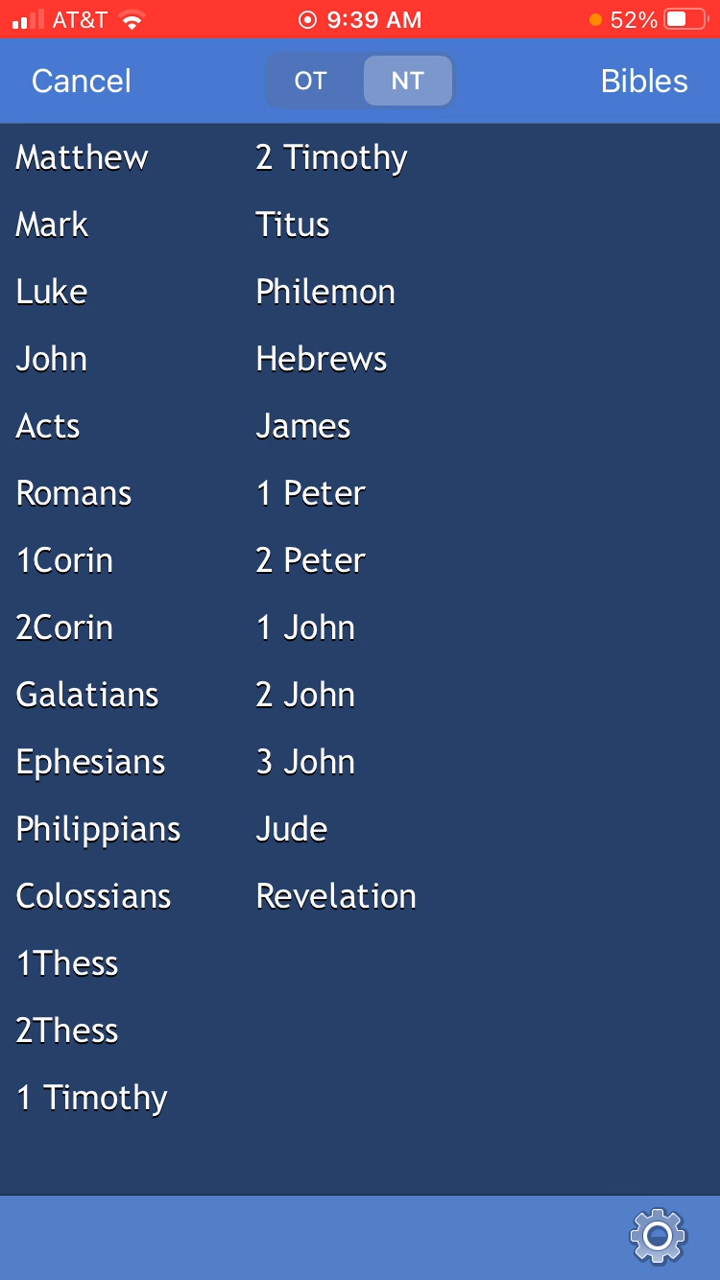 AT&T 9:39 AM 52%
Cancel OT NT Bibles
Matthew
Mark
Luke
John
Acts
Romans
1Corin
2Corin
Galatians
Ephesians
Philippians
Colossians
1Thess
2Thess
1 Timothy
2 Timothy
Titus
Philemon
Hebrews
James
1 Peter
2 Peter
1 John
2 John
3 John
Jude
Revelation